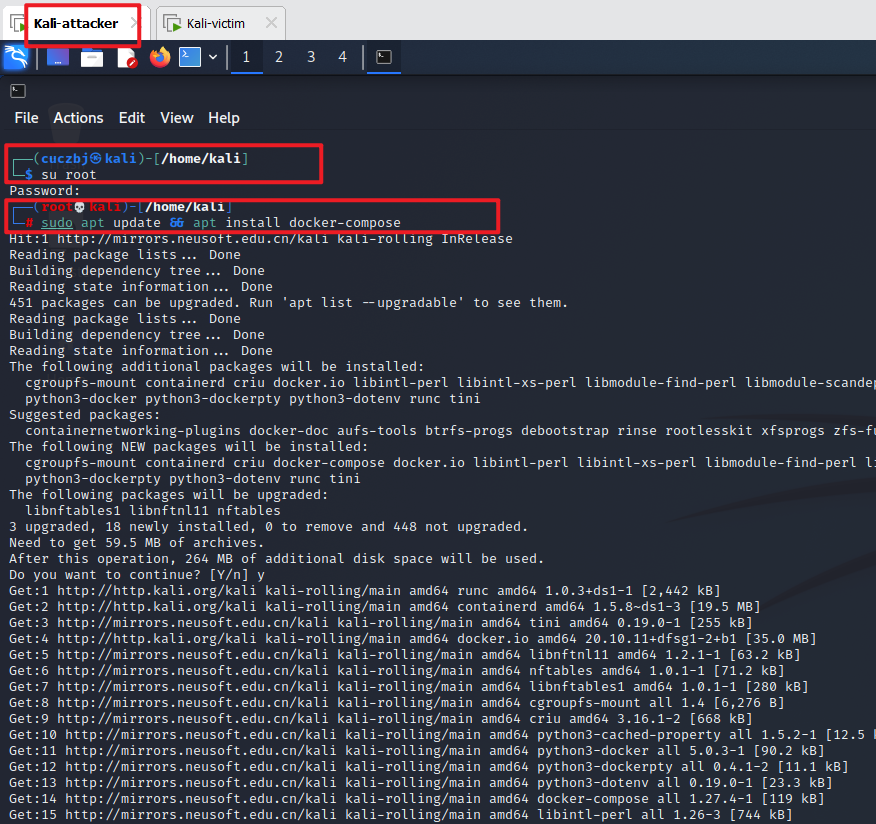 Kali-attacker
Kali-victim
1 2 3 4
File Actions Edit View Help
┌──(cuczbj㉿kali)-[/home/kali]
└─$ su root
Password:
┌──(root💀kali)-[/home/kali]
└─# sudo apt update && apt install docker-compose
Hit:1 http://mirrors.neusoft.edu.cn/kali kali-rolling InRelease
Reading package lists... Done
Building dependency tree... Done
Reading state information... Done
451 packages can be upgraded. Run 'apt list --upgradable' to see them.
Reading package lists... Done
Building dependency tree... Done
Reading state information... Done
The following additional packages will be installed:
cgroupfs-mount containerd criu docker.io libintl-perl libintl-xs-perl libmodule-find-perl libmodule-scandep
python3-docker python3-dockerpty python3-dotenv runc tini
Suggested packages:
containernetworking-plugins docker-doc aufs-tools btrfs-progs debootstrap rinse rootlesskit xfsprogs zfs-fu
The following NEW packages will be installed:
cgroupfs-mount containerd criu docker-compose docker.io libintl-perl libintl-xs-perl libmodule-find-perl li
python3-dockerpty python3-dotenv runc tini
The following packages will be upgraded:
libnftables1 libnftnl11 nftables
3 upgraded, 18 newly installed, 0 to remove and 448 not upgraded.
Need to get 59.5 MB of archives.
After this operation, 264 MB of additional disk space will be used.
Do you want to continue? [Y/n] y
Get:1 http://http.kali.org/kali kali-rolling/main amd64 runc amd64 1.0.3+ds1-1 [2,442 kB]
Get:2 http://http.kali.org/kali kali-rolling/main amd64 containerd amd64 1.5.8~ds1-3 [19.5 MB]
Get:3 http://mirrors.neusoft.edu.cn/kali kali-rolling/main amd64 tini amd64 0.19.0-1 [255 kB]
Get:4 http://mirrors.neusoft.edu.cn/kali kali-rolling/main amd64 docker.io amd64 20.10.11+dfsg1-2+b1 [35.0 MB]
Get:5 http://mirrors.neusoft.edu.cn/kali kali-rolling/main amd64 libnftnl11 amd64 1.2.1-1 [63.2 kB]
Get:6 http://mirrors.neusoft.edu.cn/kali kali-rolling/main amd64 nftables amd64 1.0.1-1 [71.2 kB]
Get:7 http://mirrors.neusoft.edu.cn/kali kali-rolling/main amd64 libnftables1 amd64 1.0.1-1 [280 kB]
Get:8 http://mirrors.neusoft.edu.cn/kali kali-rolling/main amd64 cgroupfs-mount all 1.4 [6,276 B]
Get:9 http://mirrors.neusoft.edu.cn/kali kali-rolling/main amd64 criu amd64 3.16.1-2 [668 kB]
Get:10 http://mirrors.neusoft.edu.cn/kali kali-rolling/main amd64 python3-cached-property all 1.5.2-1 [12.5 k
Get:11 http://mirrors.neusoft.edu.cn/kali kali-rolling/main amd64 python3-docker all 5.0.3-1 [90.2 kB]
Get:12 http://mirrors.neusoft.edu.cn/kali kali-rolling/main amd64 python3-dockerpty all 0.4.1-2 [11.1 kB]
Get:13 http://mirrors.neusoft.edu.cn/kali kali-rolling/main amd64 python3-dotenv all 0.19.0-1 [23.3 kB]
Get:14 http://mirrors.neusoft.edu.cn/kali kali-rolling/main amd64 docker-compose all 1.27.4-1 [119 kB]
Get:15 http://mirrors.neusoft.edu.cn/kali kali-rolling/main amd64 libintl-perl all 1.26-3 [744 kB]